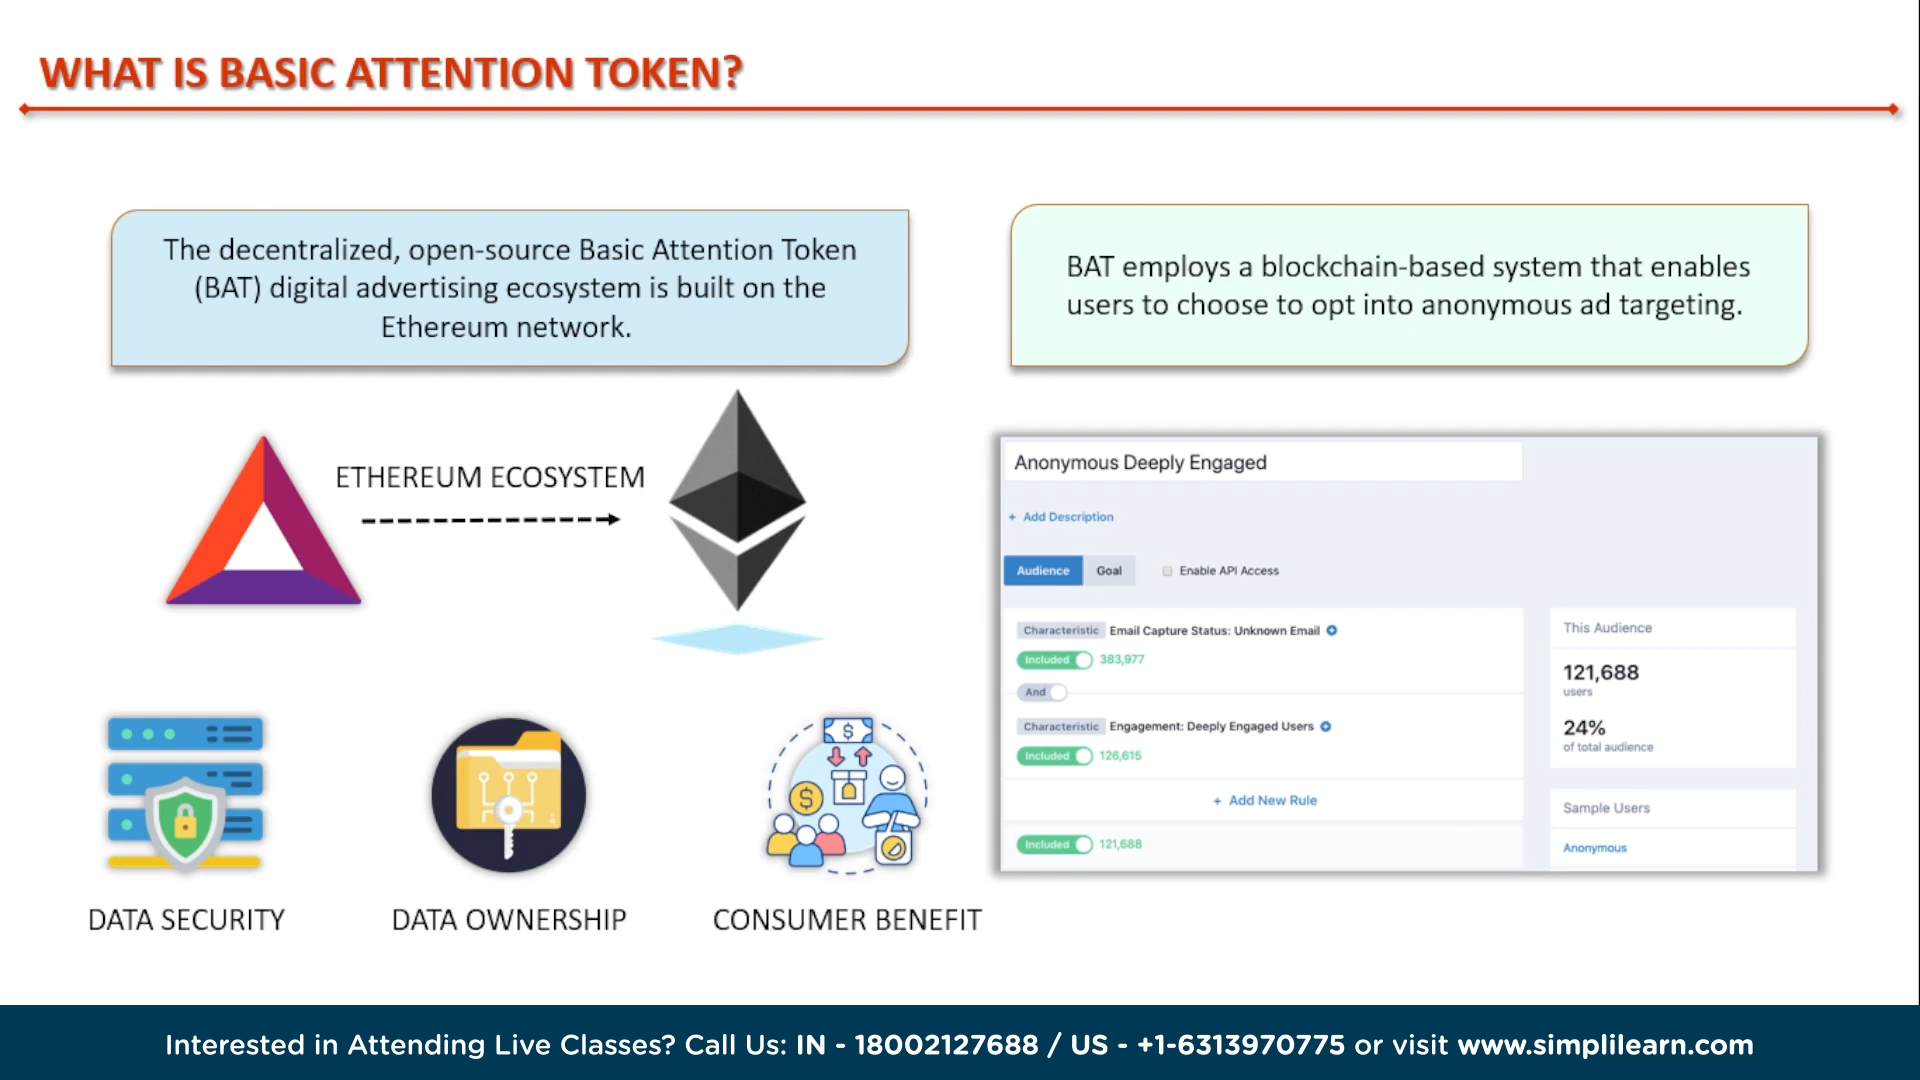 WHAT IS BASIC ATTENTION TOKEN?
The decentralized, open-source Basic Attention Token
(BAT) digital advertising ecosystem is built on the
Ethereum network.
BAT employs a blockchain-based system that enables
users to choose to opt into anonymous ad targeting.
ETHEREUM ECOSYSTEM
DATA SECURITY
DATA OWNERSHIP
CONSUMER BENEFIT
Anonymous Deeply Engaged
+ Add Description
Audience Goal Enable API Access
Characteristic Email Capture Status: Unknown Email
Included 383,977
And
Characteristic Engagement: Deeply Engaged Users
Included 126,615
+ Add New Rule
Included 121,688
This Audience
121,688
users
24%
of total audience
Sample Users
Anonymous
Interested in Attending Live Classes? Call Us: IN - 18002127688 / US - +1-6313970775 or visit www.simplilearn.com